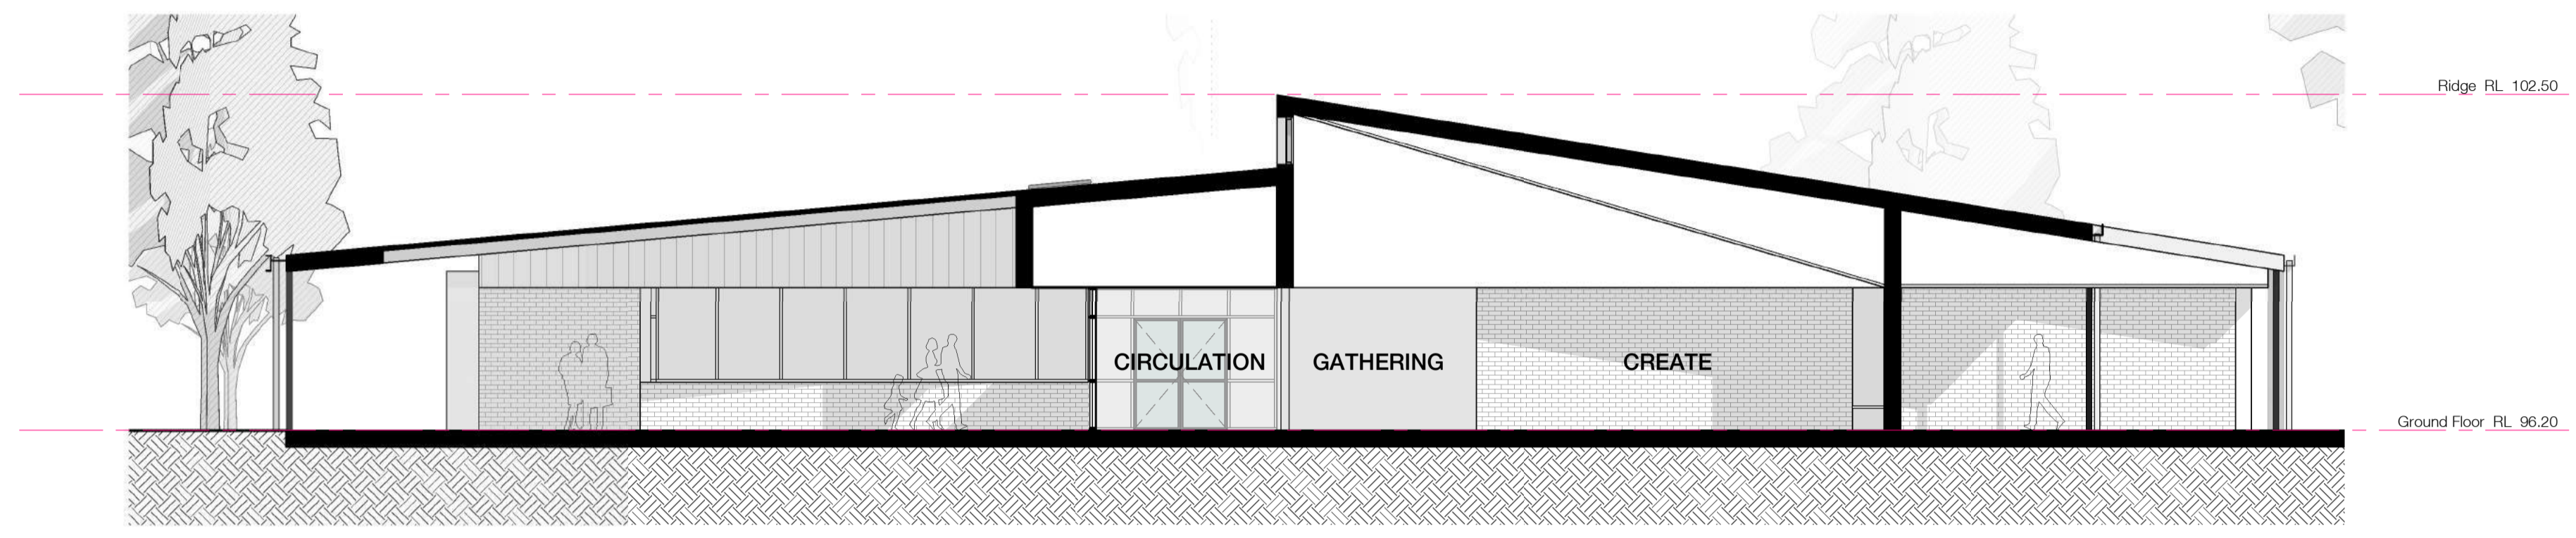 Ridge RL 102.50
CIRCULATION
GATHERING
CREATE
Ground Floor RL 96.20